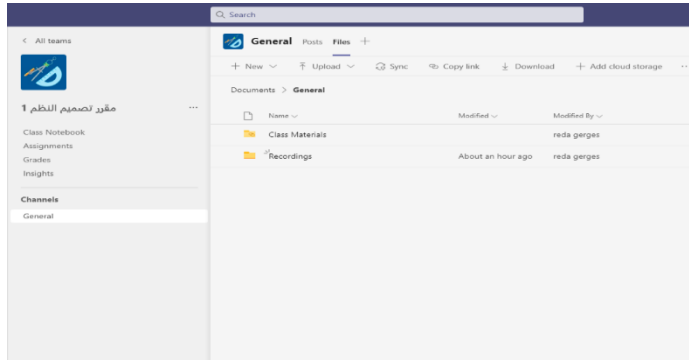 Search
All teams
مقرر تصميم النظم 1
...
Class Notebook
Assignments
Grades
Insights
Channels
General
General Posts Files +
+ New Upload Sync Copy link Download + Add cloud storage ...
Documents > General
Name Modified Modified By
Class Materials reda gerges
Recordings About an hour ago reda gerges